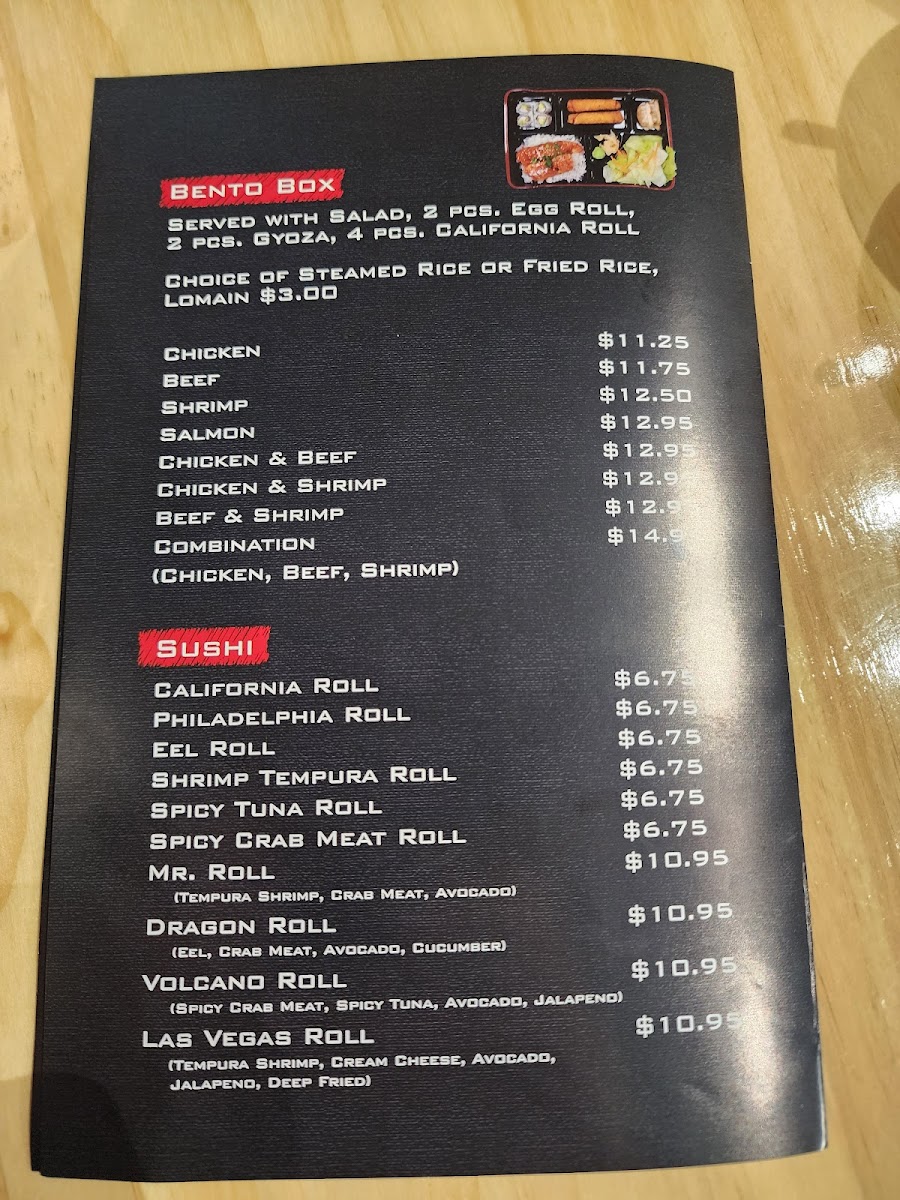 Bento Box
Served with Salad, 2 pcs. Egg Roll,
2 pcs. Gyoza, 4 pcs. California Roll
Choice of Steamed Rice or Fried Rice,
Lomain $3.00
Chicken $11.25
Beef $11.75
Shrimp $12.50
Salmon $12.95
Chicken & Beef $12.95
Chicken & Shrimp
Beef & Shrimp
Combination
(Chicken, Beef, Shrimp)
Sushi
California Roll $6.75
Philadelphia Roll $6.75
Eel Roll $6.75
Shrimp Tempura Roll $6.75
Spicy Tuna Roll $6.75
Spicy Crab Meat Roll $6.75
Mr. Roll $10.95
(Tempura Shrimp, Crab Meat, Avocado)
Dragon Roll $10.95
(Eel, Crab Meat, Avocado, Cucumber)
Volcano Roll $10.95
(Spicy Crab Meat, Spicy Tuna, Avocado, Jalapeno)
Las Vegas Roll $10.95
(Tempura Shrimp, Cream Cheese, Avocado,
Jalapeno, Deep Fried)